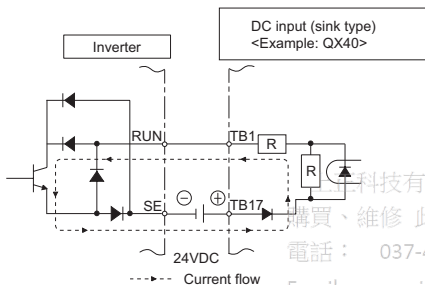 Inverter
DC input (sink type)
<Example: QX40>
RUN
TB1
R
R
SE
TB17
24VDC
Current flow
科技有
購買、維修 此
電話： 037-4